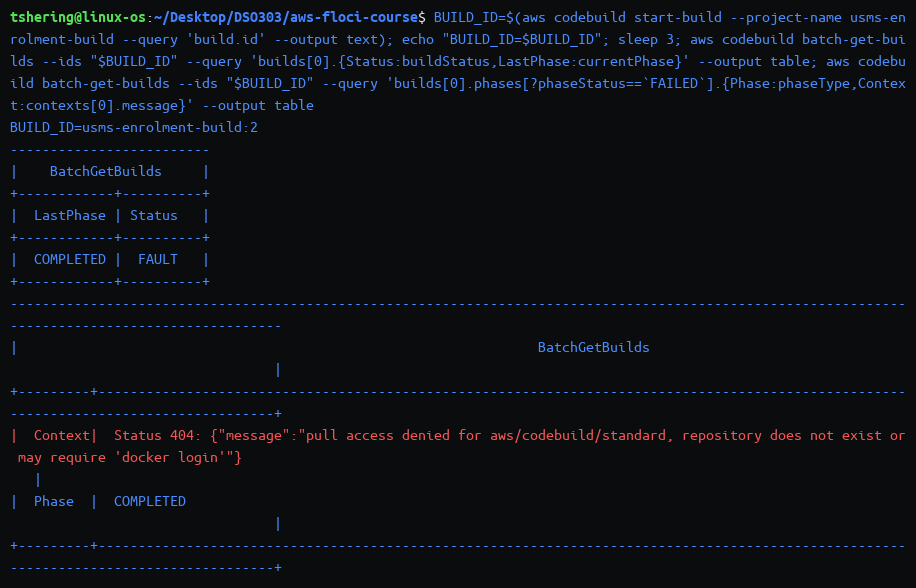 tshering@linux-os:~/Desktop/DSO303/aws-floci-course$ BUILD_ID=$(aws codebuild start-build --project-name usms-en
rolment-build --query 'build.id' --output text); echo "BUILD_ID=$BUILD_ID"; sleep 3; aws codebuild batch-get-bui
lds --ids "$BUILD_ID" --query 'builds[0].{Status:buildStatus,LastPhase:currentPhase}' --output table; aws codebu
ild batch-get-builds --ids "$BUILD_ID" --query 'builds[0].phases[?phaseStatus==`FAILED`].{Phase:phaseType,Contex
t:contexts[0].message}' --output table
BUILD_ID=usms-enrolment-build:2
-------------------------
|    BatchGetBuilds     |
+------------+----------+
|  LastPhase | Status   |
+------------+----------+
|  COMPLETED |  FAULT   |
+------------+----------+
----------------------------------------------------------------------------------------------------------------
----------------------------------
|                                                                 BatchGetBuilds
                                 |
+---------+-----------------------------------------------------------------------------------------------------
---------------------------------+
|  Context|  Status 404: {"message":"pull access denied for aws/codebuild/standard, repository does not exist or
 may require 'docker login'"}
   |
|  Phase  |  COMPLETED
                                 |
+---------+-----------------------------------------------------------------------------------------------------
---------------------------------+